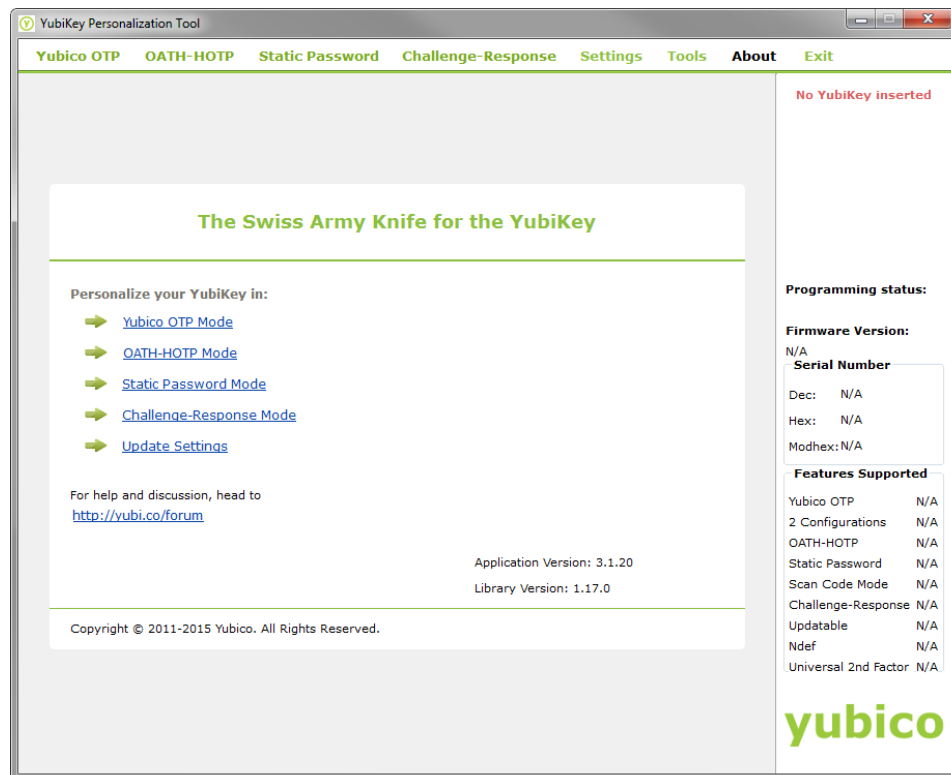 YubiKey Personalization Tool
Yubico OTP OATH-HOTP Static Password Challenge-Response Settings Tools About Exit
No YubiKey inserted
The Swiss Army Knife for the YubiKey
Personalize your YubiKey in:
Yubico OTP Mode
OATH-HOTP Mode
Static Password Mode
Challenge-Response Mode
Update Settings
For help and discussion, head to
http://yubi.co/forum
Application Version: 3.1.20
Library Version: 1.17.0
Copyright © 2011-2015 Yubico. All Rights Reserved.
Programming status:
Firmware Version:
N/A
Serial Number
Dec: N/A
Hex: N/A
Modhex: N/A
Features Supported
Yubico OTP N/A
2 Configurations N/A
OATH-HOTP N/A
Static Password N/A
Scan Code Mode N/A
Challenge-Response N/A
Updatable N/A
Ndef N/A
Universal 2nd Factor N/A
yubico